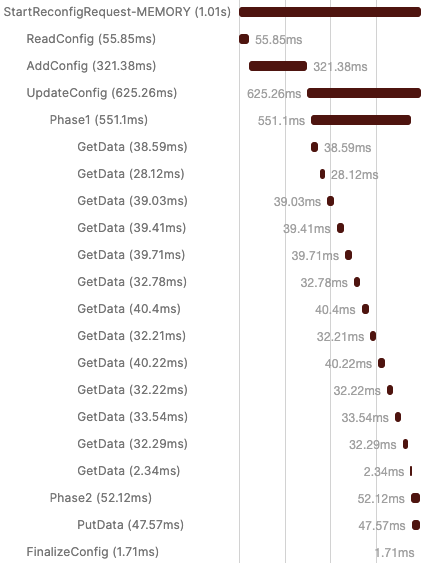 StartReconfigRequest-MEMORY (1.01s)
ReadConfig (55.85ms) 55.85ms
AddConfig (321.38ms) 321.38ms
UpdateConfig (625.26ms) 625.26ms
Phase1 (551.1ms) 551.1ms
GetData (38.59ms) 38.59ms
GetData (28.12ms) 28.12ms
GetData (39.03ms) 39.03ms
GetData (39.41ms) 39.41ms
GetData (39.71ms) 39.71ms
GetData (32.78ms) 32.78ms
GetData (40.4ms) 40.4ms
GetData (32.21ms) 32.21ms
GetData (40.22ms) 40.22ms
GetData (32.22ms) 32.22ms
GetData (33.54ms) 33.54ms
GetData (32.29ms) 32.29ms
GetData (2.34ms) 2.34ms
Phase2 (52.12ms) 52.12ms
PutData (47.57ms) 47.57ms
FinalizeConfig (1.71ms) 1.71ms